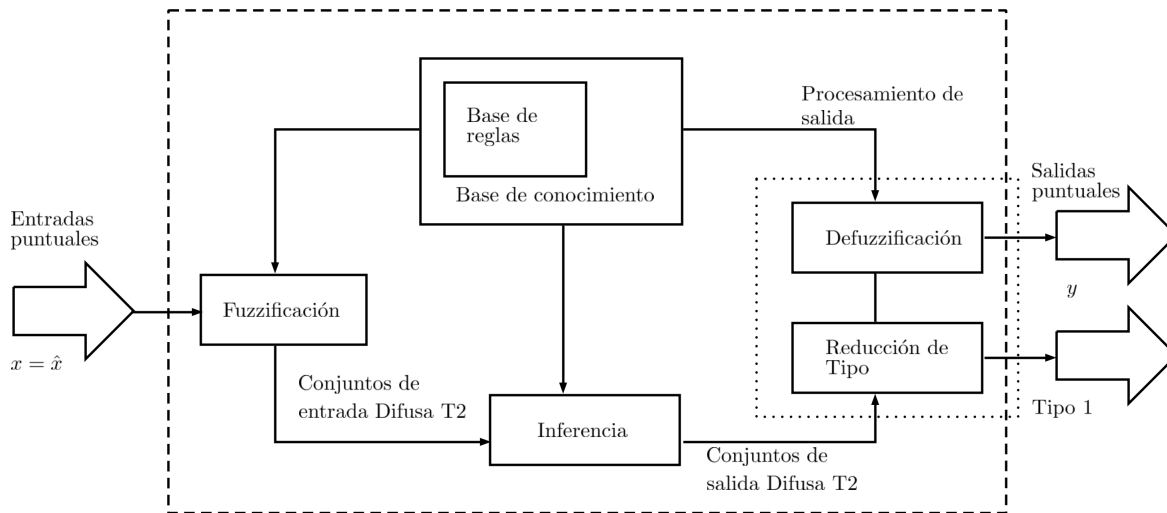 Procesamiento de
salida
Base de
reglas
Base de conocimiento
Salidas
puntuales
Entradas
puntuales
Defuzzificación
Fuzzificación
y
x = x̂
Reducción de
Tipo
Conjuntos de
entrada Difusa T2
Tipo 1
Inferencia
Conjuntos de
salida Difusa T2